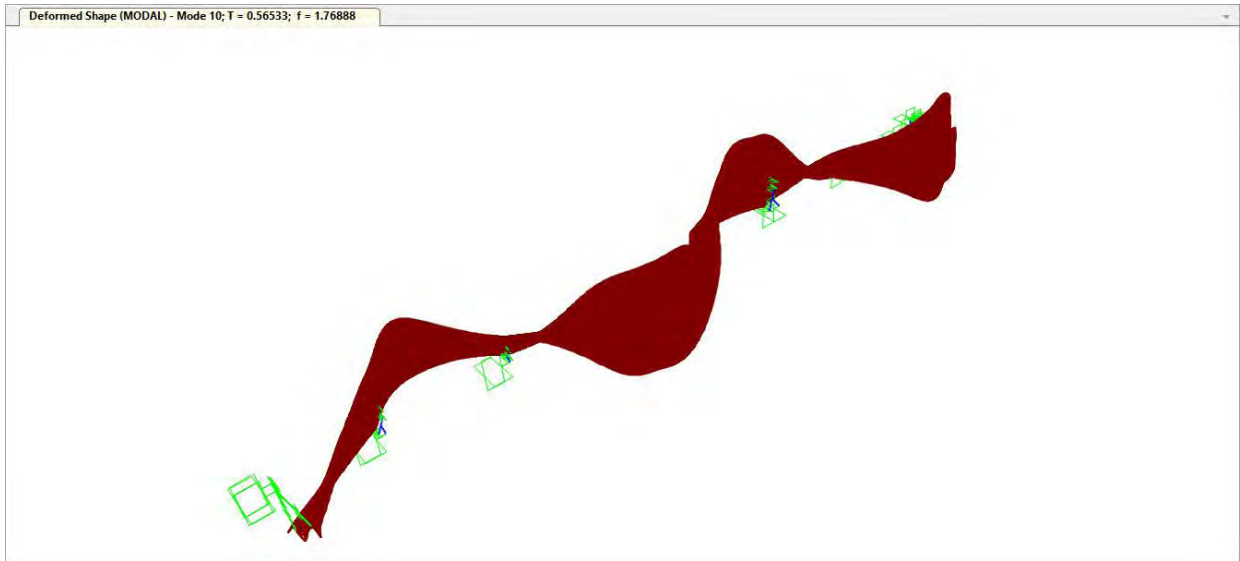 Deformed Shape (MODAL) - Mode 10; T = 0.56533; f = 1.76888